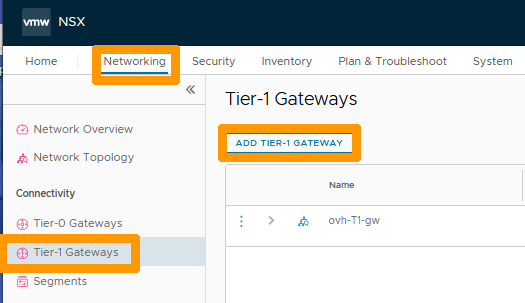 vmw NSX
Home Networking Security Inventory Plan & Troubleshoot System
«
Network Overview
Network Topology
Connectivity
Tier-0 Gateways
Tier-1 Gateways
Segments
Tier-1 Gateways
ADD TIER-1 GATEWAY
Name
ovh-T1-gw